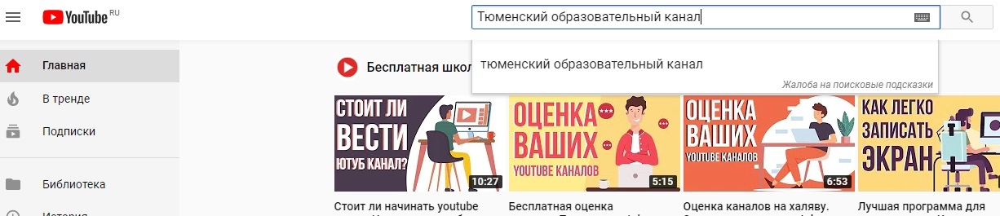 YouTube RU
Тюменский образовательный канал
тюменский образовательный канал
Жалоба на поисковые подсказки
Главная
В тренде
Подписки
Библиотека
История
Бесплатная
СТОИТ ЛИ
ВЕСТИ
ЮТУБ КАНАЛ?
10:27
Стоит ли начинать youtube
ОЦЕНКА
ВАШИХ
YOUTUBE КАНАЛОВ
5:15
Бесплатная оценка
ОЦЕНКА
ВАШИХ
YOUTUBE КАНАЛОВ
6:53
Оценка каналов на халяву.
КАК ЛЕГКО
ЗАПИСАТЬ
ЭКРАН
Лучшая программа для